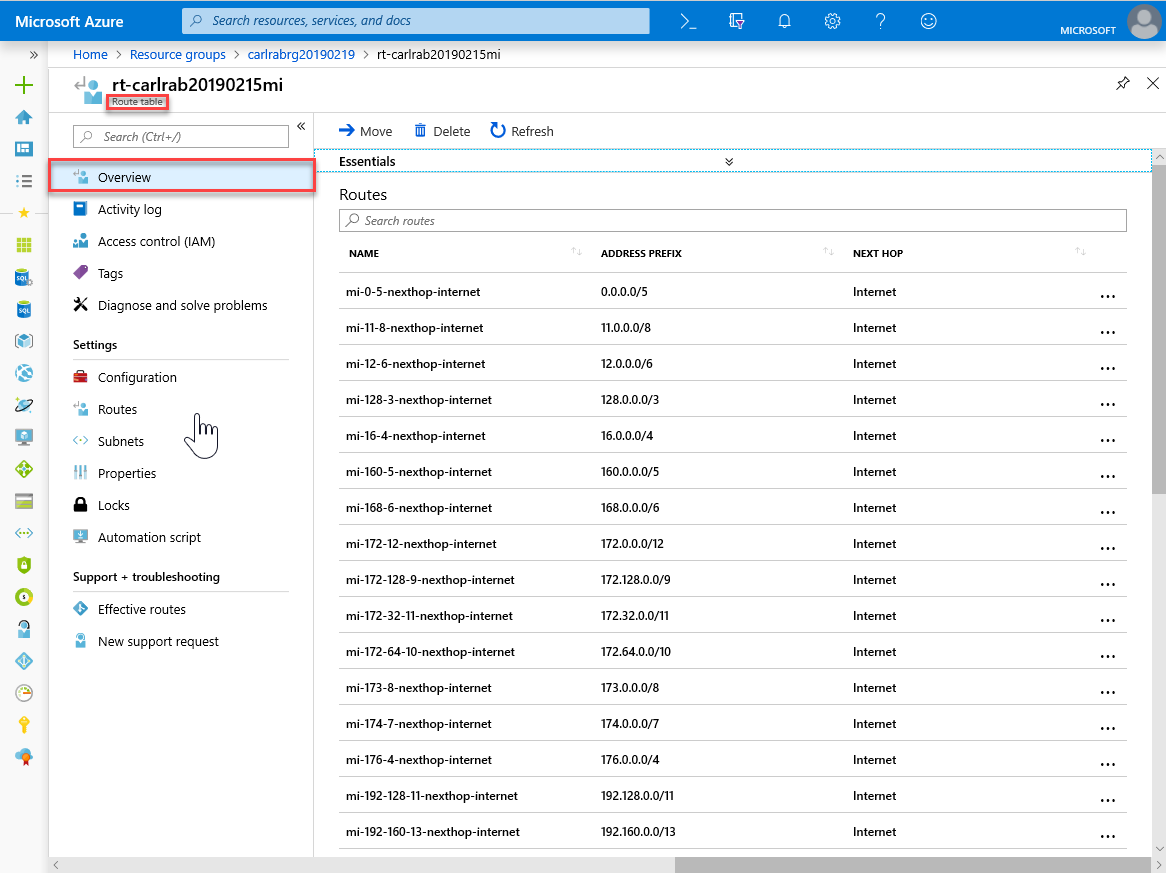 Microsoft Azure
Search resources, services, and docs
MICROSOFT
Home > Resource groups > carlrabrg20190219 > rt-carlrab20190215mi
rt-carlrab20190215mi
Route table
Search (Ctrl+/)
Overview
Activity log
Access control (IAM)
Tags
Diagnose and solve problems
Settings
Configuration
Routes
Subnets
Properties
Locks
Automation script
Support + troubleshooting
Effective routes
New support request
Move Delete Refresh
Essentials
Routes
Search routes
NAME ADDRESS PREFIX NEXT HOP
mi-0-5-nexthop-internet 0.0.0.0/5 Internet ...
mi-11-8-nexthop-internet 11.0.0.0/8 Internet ...
mi-12-6-nexthop-internet 12.0.0.0/6 Internet ...
mi-128-3-nexthop-internet 128.0.0.0/3 Internet ...
mi-16-4-nexthop-internet 16.0.0.0/4 Internet ...
mi-160-5-nexthop-internet 160.0.0.0/5 Internet ...
mi-168-6-nexthop-internet 168.0.0.0/6 Internet ...
mi-172-12-nexthop-internet 172.0.0.0/12 Internet ...
mi-172-128-9-nexthop-internet 172.128.0.0/9 Internet ...
mi-172-32-11-nexthop-internet 172.32.0.0/11 Internet ...
mi-172-64-10-nexthop-internet 172.64.0.0/10 Internet ...
mi-173-8-nexthop-internet 173.0.0.0/8 Internet ...
mi-174-7-nexthop-internet 174.0.0.0/7 Internet ...
mi-176-4-nexthop-internet 176.0.0.0/4 Internet ...
mi-192-128-11-nexthop-internet 192.128.0.0/11 Internet ...
mi-192-160-13-nexthop-internet 192.160.0.0/13 Internet ...